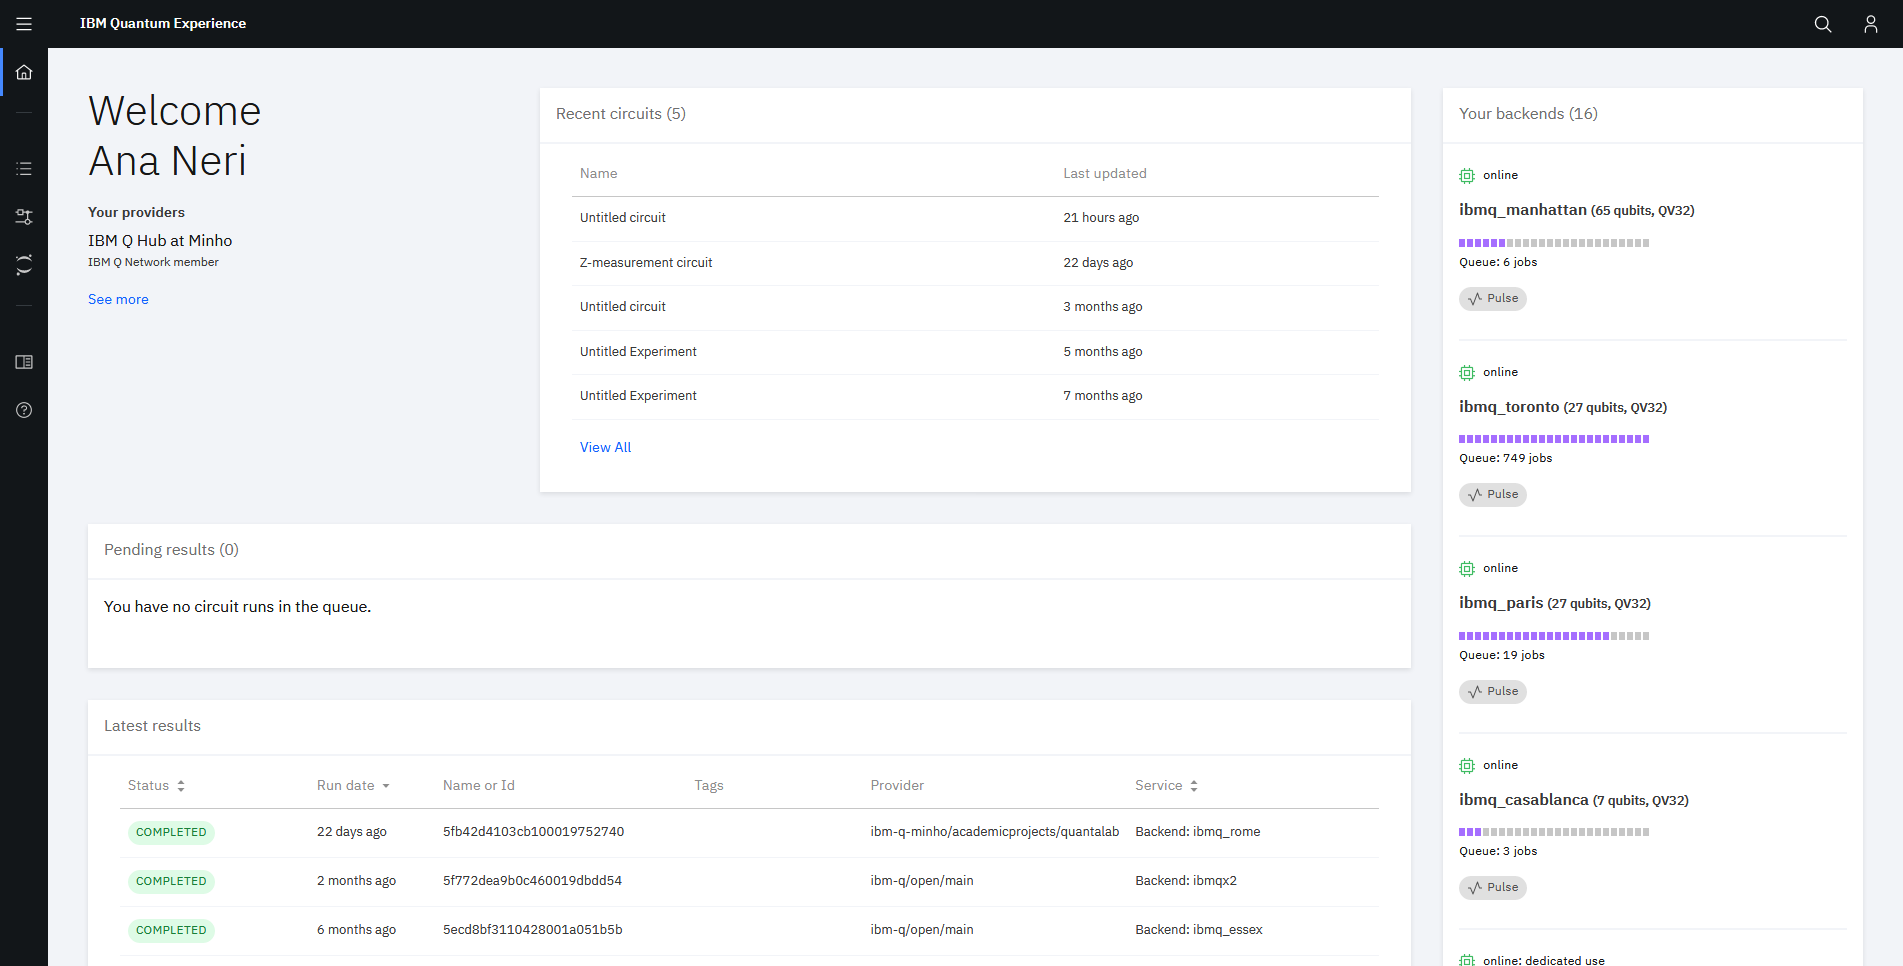 IBM Quantum Experience
Welcome
Ana Neri
Your providers
IBM Q Hub at Minho
IBM Q Network member
See more
Recent circuits (5)
Name Last updated
Untitled circuit 21 hours ago
Z-measurement circuit 22 days ago
Untitled circuit 3 months ago
Untitled Experiment 5 months ago
Untitled Experiment 7 months ago
View All
Pending results (0)
You have no circuit runs in the queue.
Latest results
Status Run date Name or Id Tags Provider Service
COMPLETED 22 days ago 5fb42d4103cb100019752740 ibm-q-minho/academicprojects/quantalab Backend: ibmq_rome
COMPLETED 2 months ago 5f772dea9b0c460019dbdd54 ibm-q/open/main Backend: ibmqx2
COMPLETED 6 months ago 5ecd8bf3110428001a051b5b ibm-q/open/main Backend: ibmq_essex
Your backends (16)
online
ibmq_manhattan (65 qubits, QV32)
Queue: 6 jobs
Pulse
online
ibmq_toronto (27 qubits, QV32)
Queue: 749 jobs
Pulse
online
ibmq_paris (27 qubits, QV32)
Queue: 19 jobs
Pulse
online
ibmq_casablanca (7 qubits, QV32)
Queue: 3 jobs
Pulse
online: dedicated use